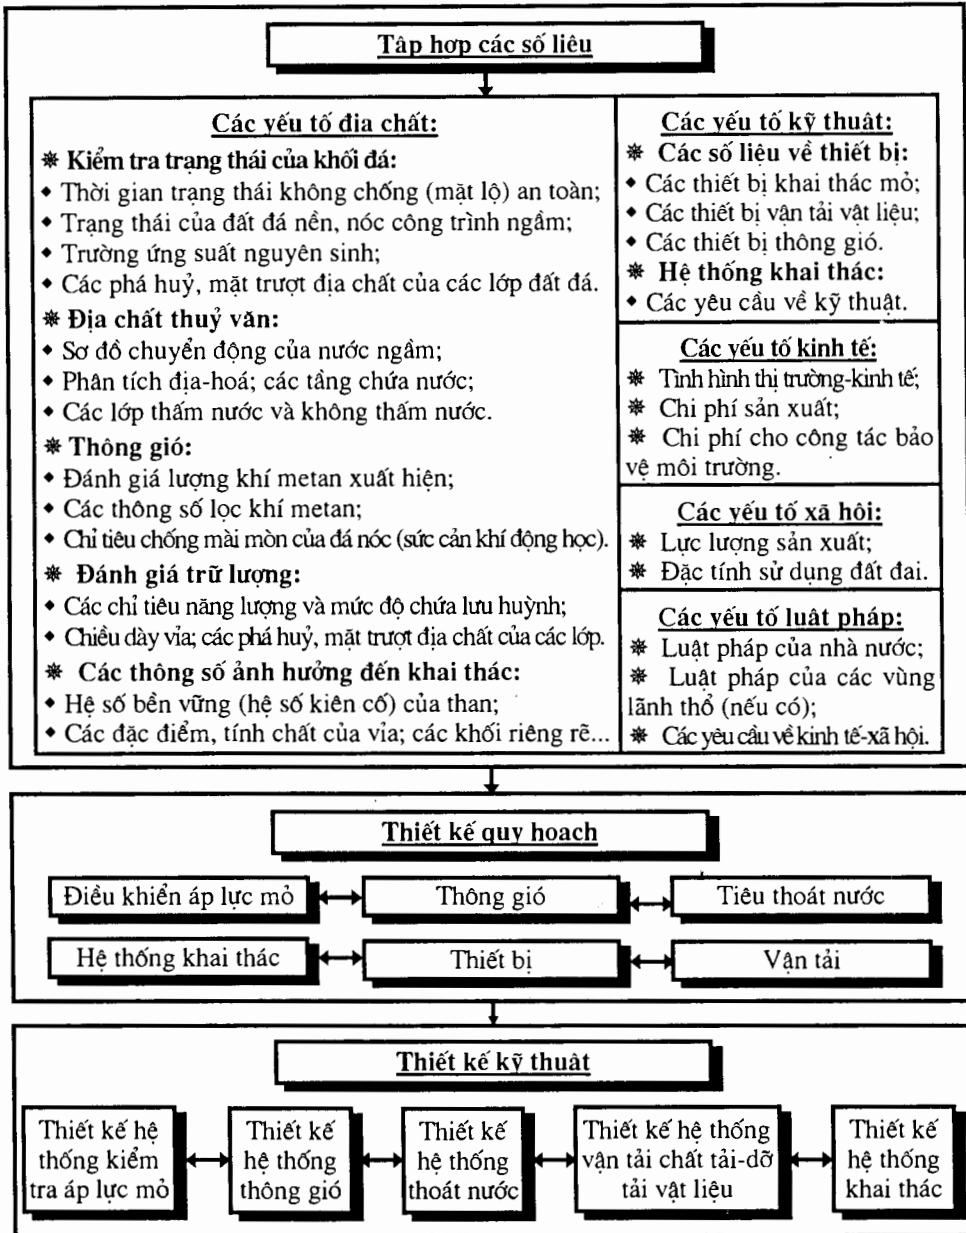 Tập hợp các số liệu
Các yếu tố địa chất:
⁕ Kiểm tra trạng thái của khối đá:
◆ Thời gian trạng thái không chống (mặt lộ) an toàn;
◆ Trạng thái của đất đá nền, nóc công trình ngầm;
◆ Trường ứng suất nguyên sinh;
◆ Các phá huỷ, mặt trượt địa chất của các lớp đất đá.
⁕ Địa chất thuỷ văn:
◆ Sơ đồ chuyển động của nước ngầm;
◆ Phân tích địa-hoá; các tầng chứa nước;
◆ Các lớp thấm nước và không thấm nước.
⁕ Thông gió:
◆ Đánh giá lượng khí metan xuất hiện;
◆ Các thông số lọc khí metan;
◆ Chỉ tiêu chống mài mòn của đá nóc (sức cản khí động học).
⁕ Đánh giá trữ lượng:
◆ Các chỉ tiêu năng lượng và mức độ chứa lưu huỳnh;
◆ Chiều dày vỉa; các phá huỷ, mặt trượt địa chất của các lớp.
⁕ Các thông số ảnh hưởng đến khai thác:
◆ Hệ số bền vững (hệ số kiên cố) của than;
◆ Các đặc điểm, tính chất của vỉa; các khối riêng rẽ...
Các yếu tố kỹ thuật:
⁕ Các số liệu về thiết bị:
◆ Các thiết bị khai thác mỏ;
◆ Các thiết bị vận tải vật liệu;
◆ Các thiết bị thông gió.
⁕ Hệ thống khai thác:
◆ Các yêu cầu về kỹ thuật.
Các yếu tố kinh tế:
⁕ Tình hình thị trường-kinh tế;
⁕ Chi phí sản xuất;
⁕ Chi phí cho công tác bảo
vệ môi trường.
Các yếu tố xã hội:
⁕ Lực lượng sản xuất;
⁕ Đặc tính sử dụng đất đai.
Các yếu tố luật pháp:
⁕ Luật pháp của nhà nước;
⁕ Luật pháp của các vùng
lãnh thổ (nếu có);
⁕ Các yêu cầu về kinh tế-xã hội.
Thiết kế quy hoạch
Điều khiển áp lực mỏ
Thông gió
Tiêu thoát nước
Hệ thống khai thác
Thiết bị
Vận tải
Thiết kế kỹ thuật
Thiết kế hệ
thống kiểm
tra áp lực mỏ
Thiết kế
hệ thống
thông gió
Thiết kế
hệ thống
thoát nước
Thiết kế hệ thống
vận tải chất tải-dỡ
tải vật liệu
Thiết kế
hệ thống
khai thác